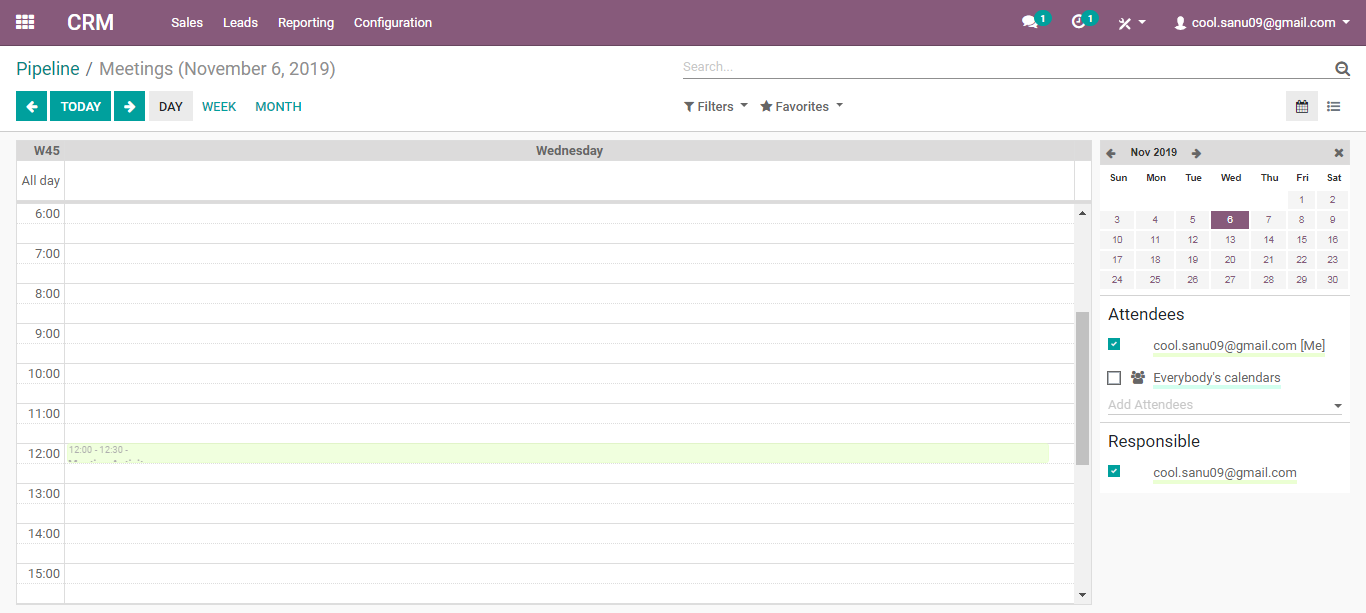 CRM Sales Leads Reporting Configuration 1 1 cool.sanu09@gmail.com
Pipeline / Meetings (November 6, 2019)
Search...
TODAY DAY WEEK MONTH
Filters Favorites
W45 Wednesday
All day
6:00
7:00
8:00
9:00
10:00
11:00
12:00
12:00 - 12:30 -
13:00
14:00
15:00
Nov 2019
Sun Mon Tue Wed Thu Fri Sat
1 2
3 4 5 6 7 8 9
10 11 12 13 14 15 16
17 18 19 20 21 22 23
24 25 26 27 28 29 30
Attendees
cool.sanu09@gmail.com [Me]
Everybody's calendars
Add Attendees
Responsible
cool.sanu09@gmail.com